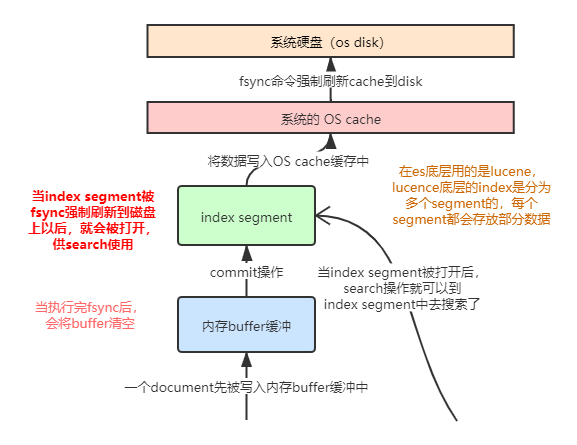 系统硬盘（os disk）
fsync命令强制刷新cache到disk
系统的 OS cache
将数据写入OS cache缓存中
在es底层用的是lucene，
lucence底层的index是分为
多个segment的，每个
segment都会存放部分数据
当index segment被
fsync强制刷新到磁盘
上以后，就会被打开，
供search使用
index segment
commit操作
当index segment被打开后，
search操作就可以到
index segment中去搜索了
当执行完fsync后，
会将buffer清空
内存buffer缓冲
一个document先被写入内存buffer缓冲中